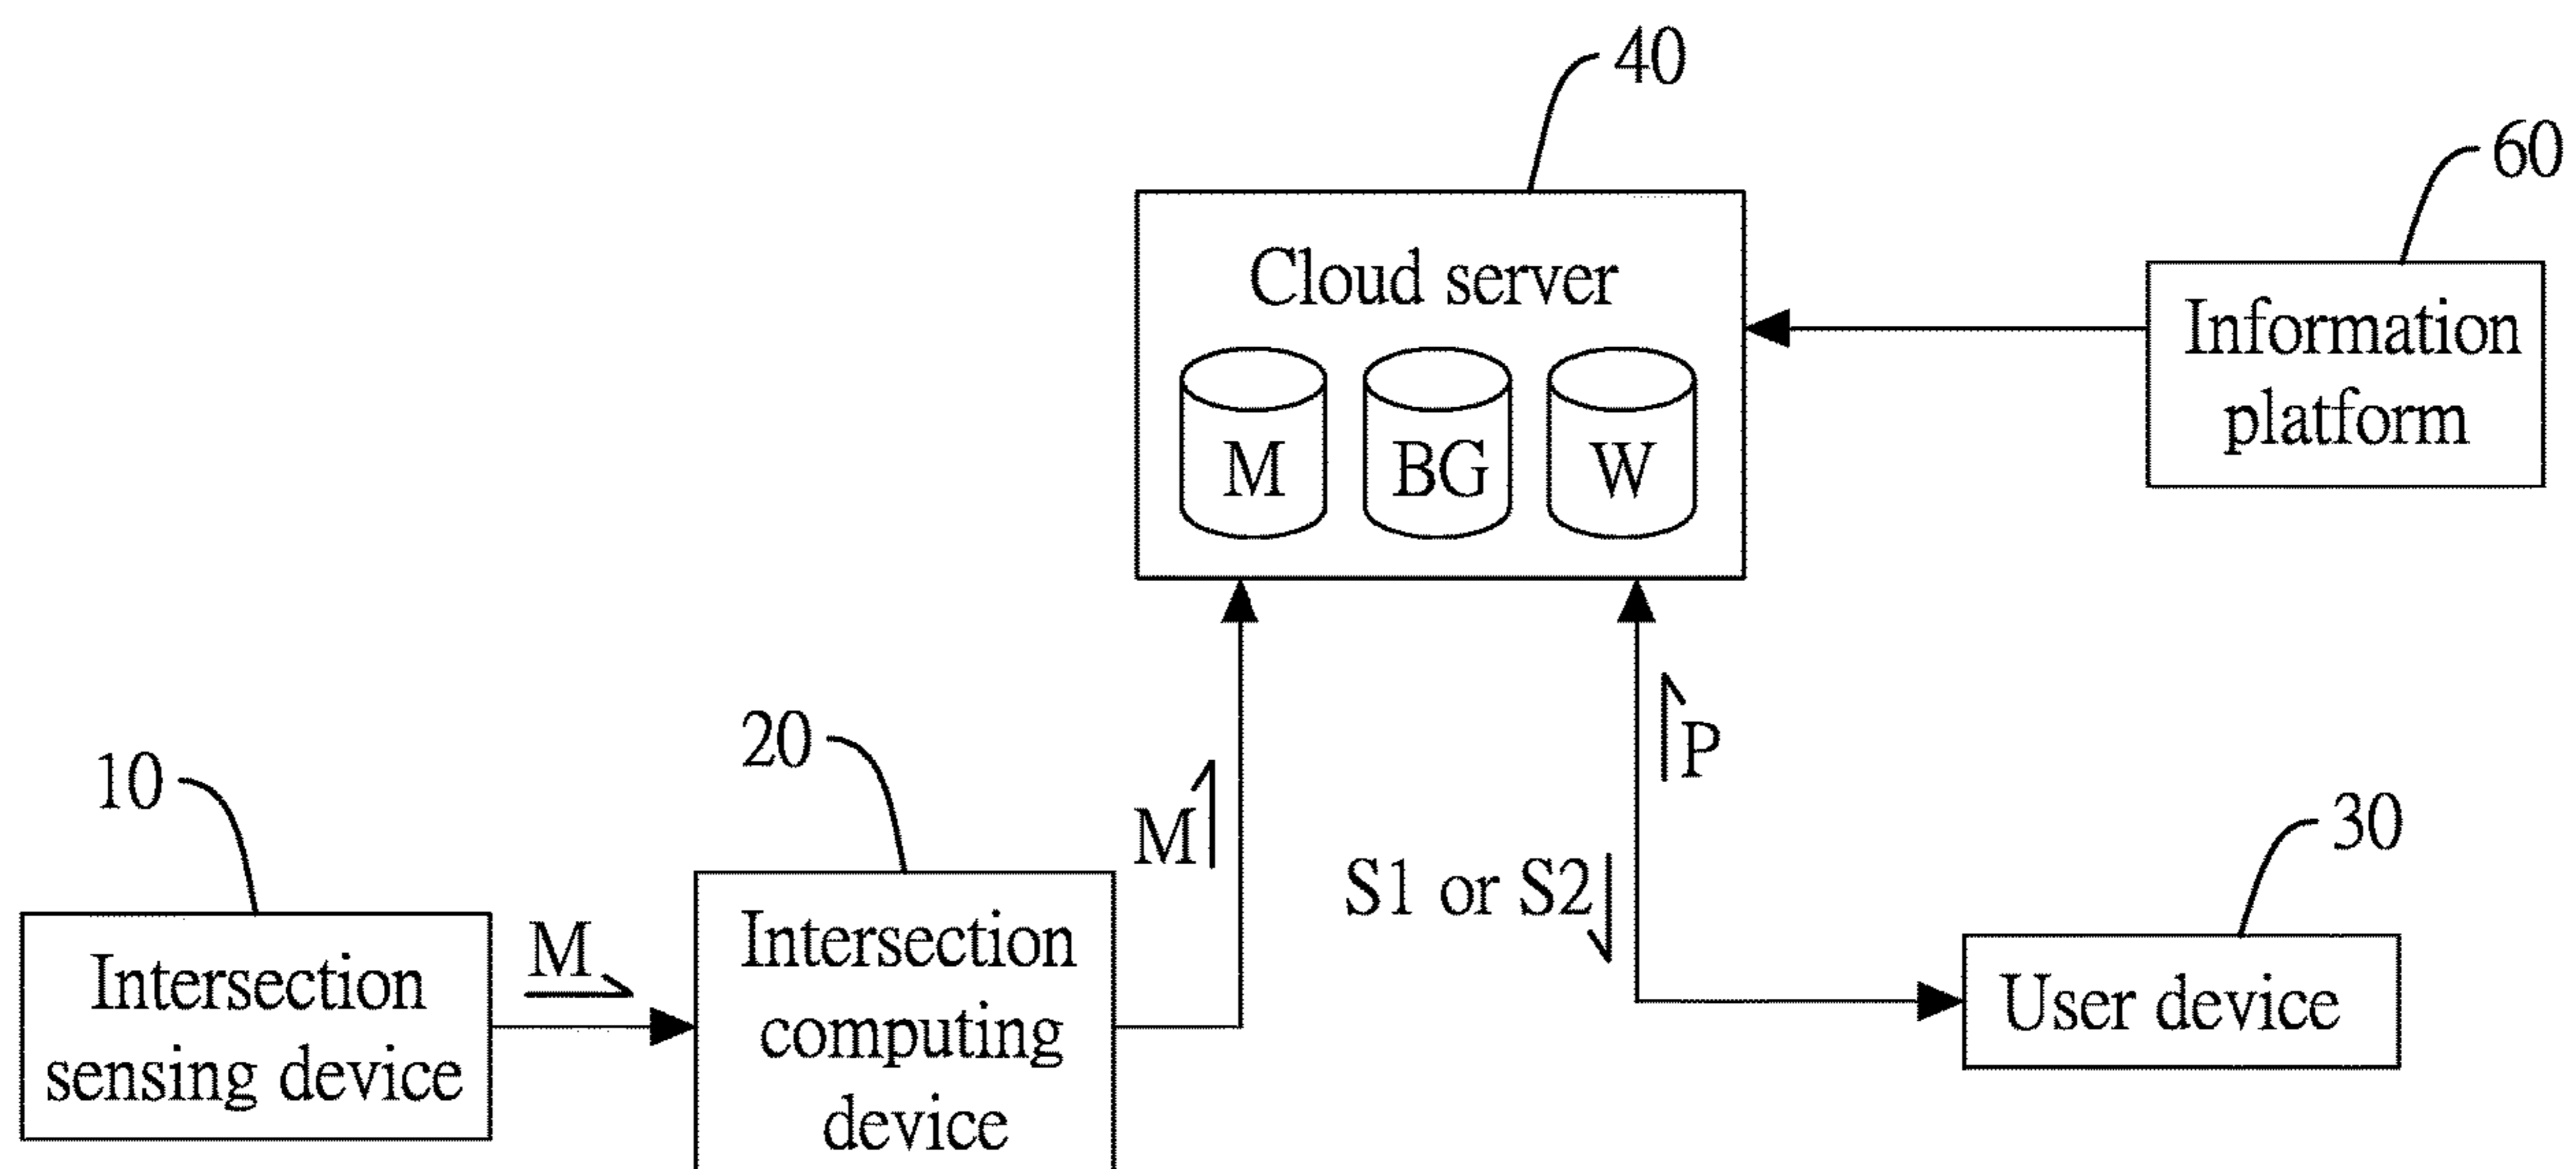 40
60
Cloud server
Information
platform
M
BG
W
P
20
10
M
30
S1 or S2
M
Intersection
sensing device
Intersection
computing
device
User device